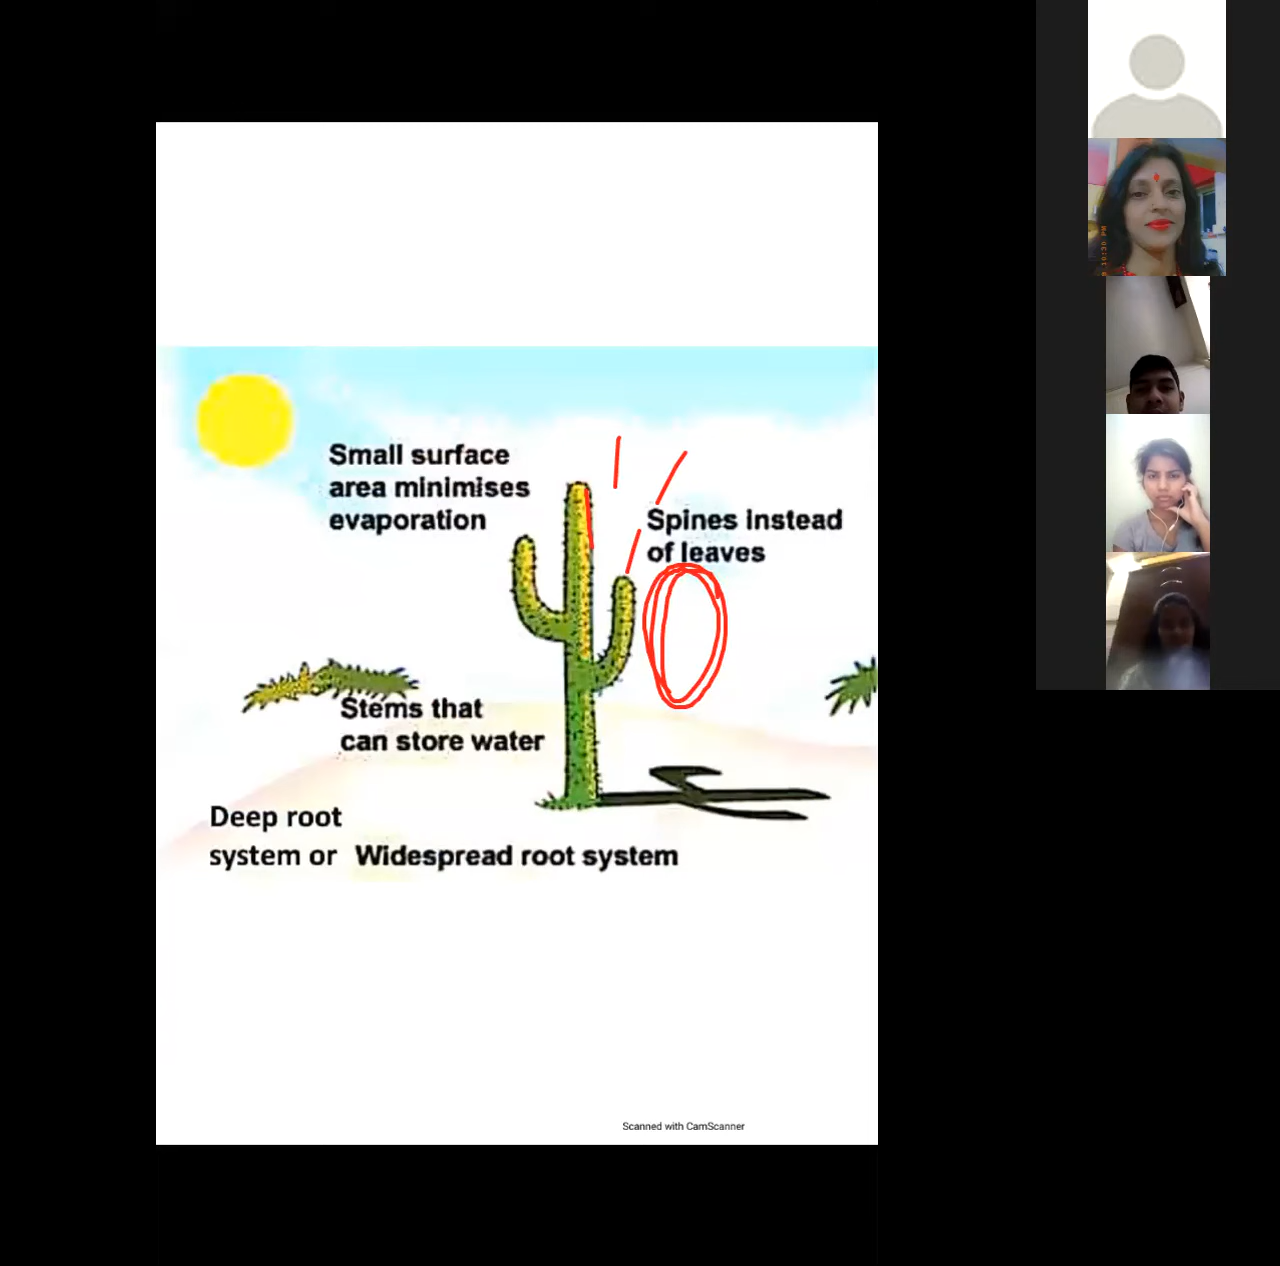 Small surface
area minimises
evaporation
Spines instead
of leaves
Stems that
can store water
Deep root
system or Widespread root system
Scanned with CamScanner